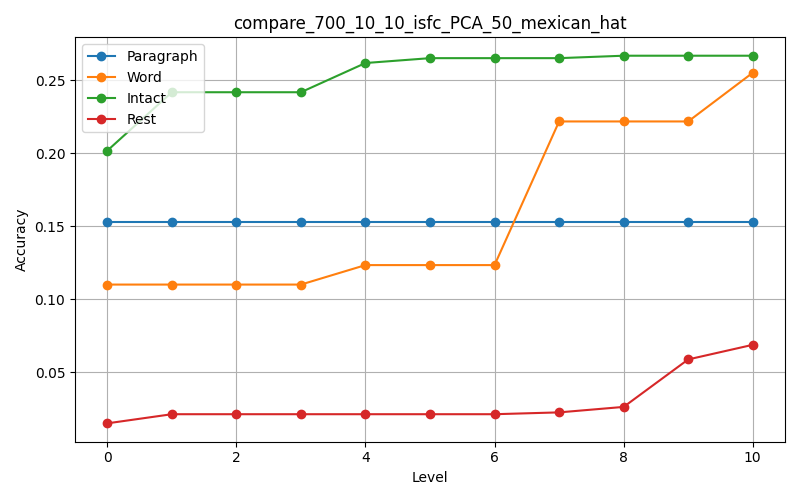 compare_700_10_10_isfc_PCA_50_mexican_hat
Paragraph
Word
Intact
Rest
Accuracy
0.25
0.20
0.15
0.10
0.05
0 2 4 6 8 10
Level